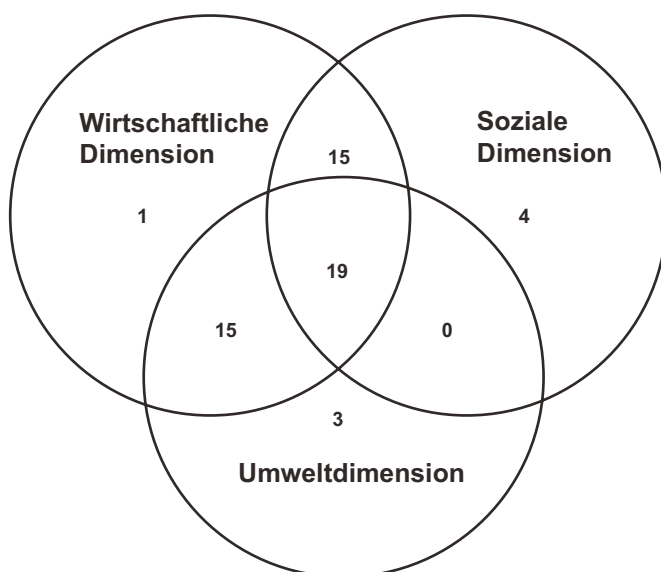 Wirtschaftliche
Dimension
Soziale
Dimension
15
1
4
19
15
0
3
Umweltdimension